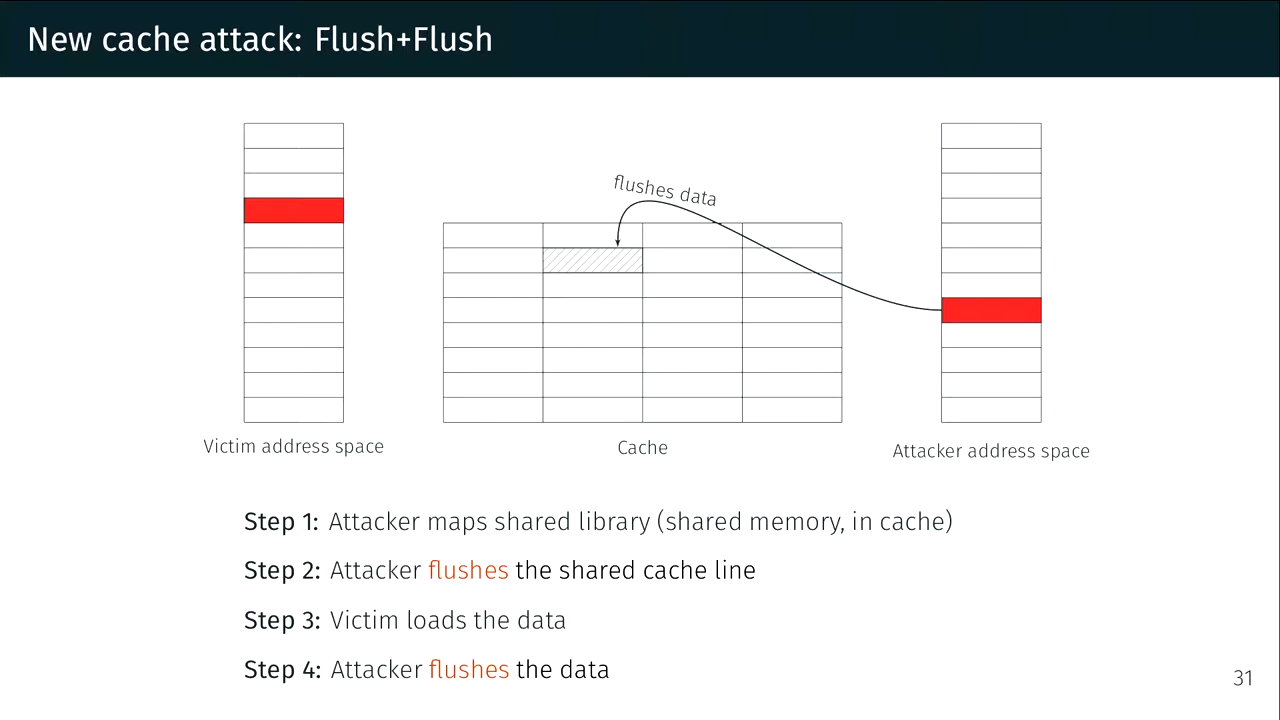 New cache attack: Flush+Flush
flushes data
Victim address space
Cache
Attacker address space
Step 1: Attacker maps shared library (shared memory, in cache)
Step 2: Attacker flushes the shared cache line
Step 3: Victim loads the data
Step 4: Attacker flushes the data
31